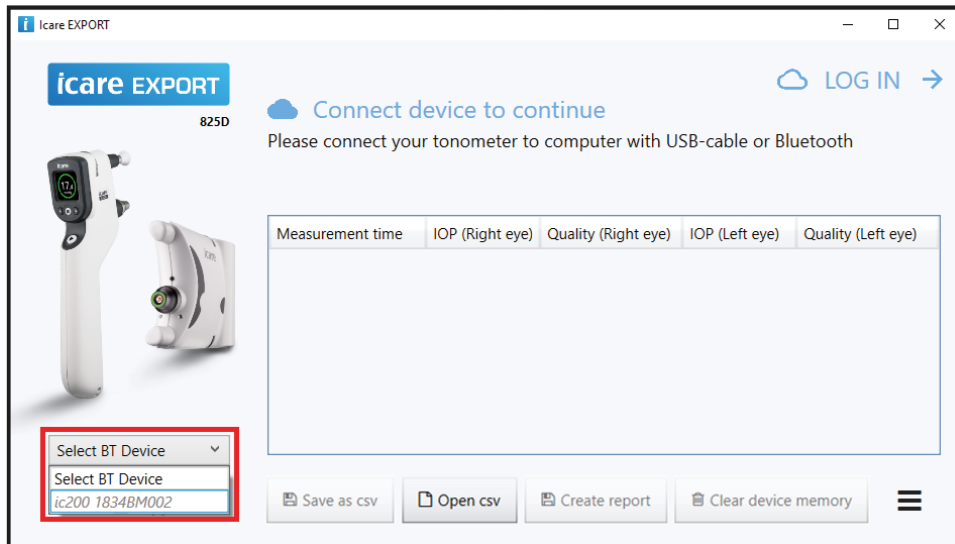 Icare EXPORT
icare EXPORT
825D
LOG IN
Connect device to continue
Please connect your tonometer to computer with USB-cable or Bluetooth
Measurement time IOP (Right eye) Quality (Right eye) IOP (Left eye) Quality (Left eye)
Select BT Device
Select BT Device
ic200 1834BM002
Save as csv Open csv Create report Clear device memory